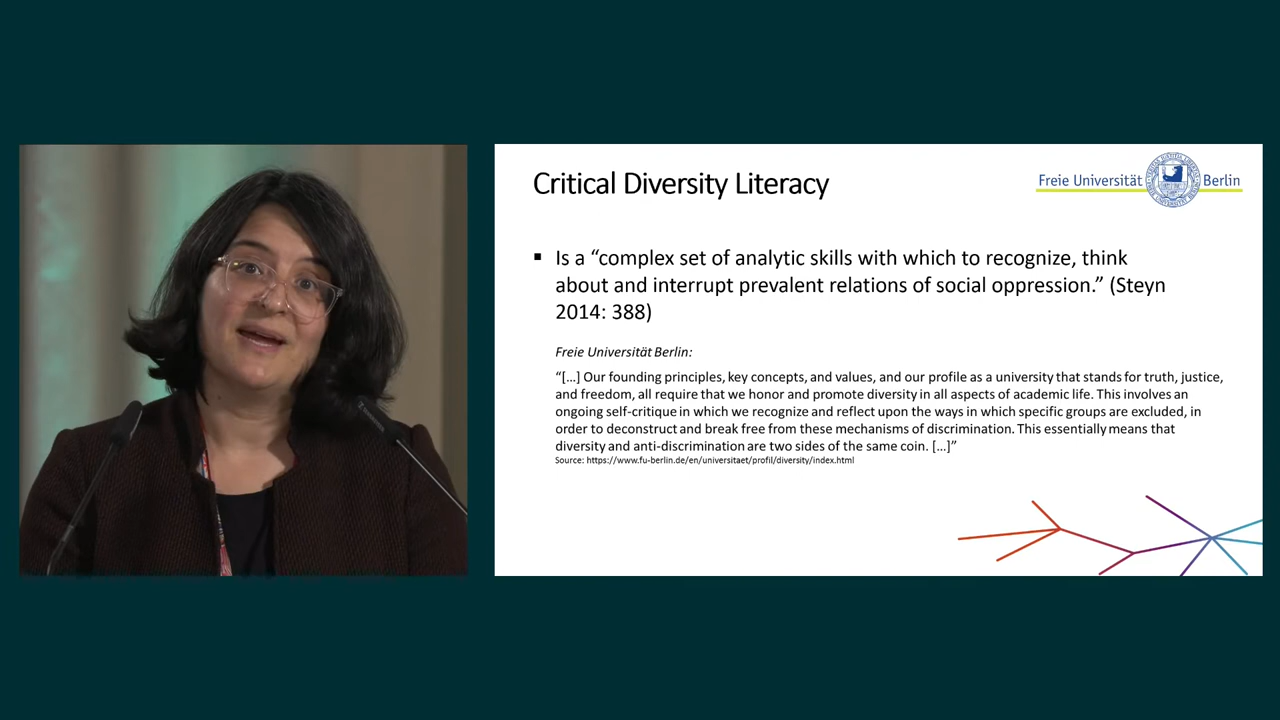 Critical Diversity Literacy
Freie Universität Berlin
▪ Is a “complex set of analytic skills with which to recognize, think
about and interrupt prevalent relations of social oppression.” (Steyn
2014: 388)
Freie Universität Berlin:
“[…] Our founding principles, key concepts, and values, and our profile as a university that stands for truth, justice,
and freedom, all require that we honor and promote diversity in all aspects of academic life. This involves an
ongoing self-critique in which we recognize and reflect upon the ways in which specific groups are excluded, in
order to deconstruct and break free from these mechanisms of discrimination. This essentially means that
diversity and anti-discrimination are two sides of the same coin. […]”
Source: https://www.fu-berlin.de/en/universitaet/profil/diversity/index.html